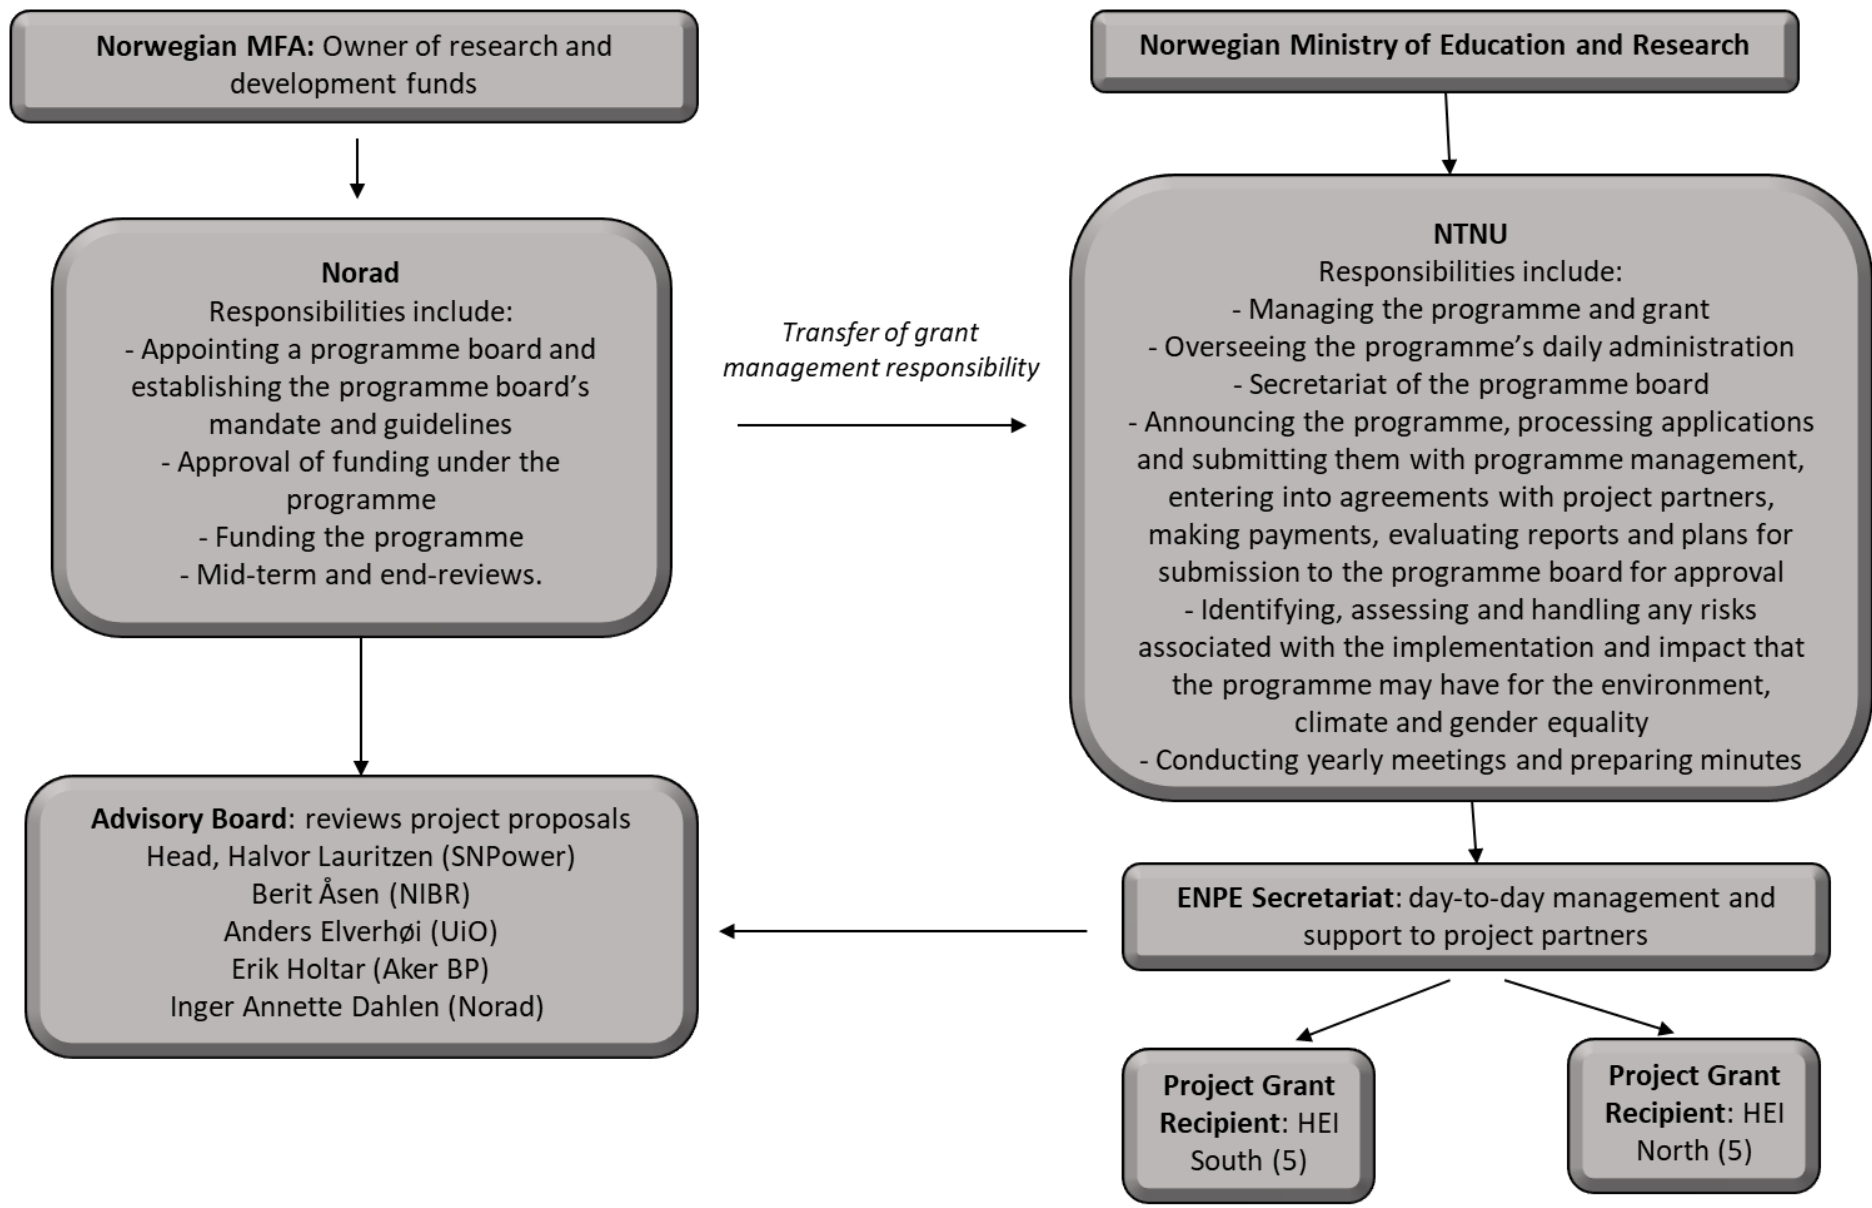 Norwegian MFA: Owner of research and
development funds
Norwegian Ministry of Education and Research
Norad
Responsibilities include:
- Appointing a programme board and
establishing the programme board's
mandate and guidelines
- Approval of funding under the
programme
- Funding the programme
- Mid-term and end-reviews.
Transfer of grant
management responsibility
NTNU
Responsibilities include:
- Managing the programme and grant
- Overseeing the programme's daily administration
- Secretariat of the programme board
- Announcing the programme, processing applications
and submitting them with programme management,
entering into agreements with project partners,
making payments, evaluating reports and plans for
submission to the programme board for approval
- Identifying, assessing and handling any risks
associated with the implementation and impact that
the programme may have for the environment,
climate and gender equality
- Conducting yearly meetings and preparing minutes
Advisory Board: reviews project proposals
Head, Halvor Lauritzen (SNPower)
Berit Åsen (NIBR)
Anders Elverhøi (UiO)
Erik Holtar (Aker BP)
Inger Annette Dahlen (Norad)
ENPE Secretariat: day-to-day management and
support to project partners
Project Grant
Recipient: HEI
South (5)
Project Grant
Recipient: HEI
North (5)